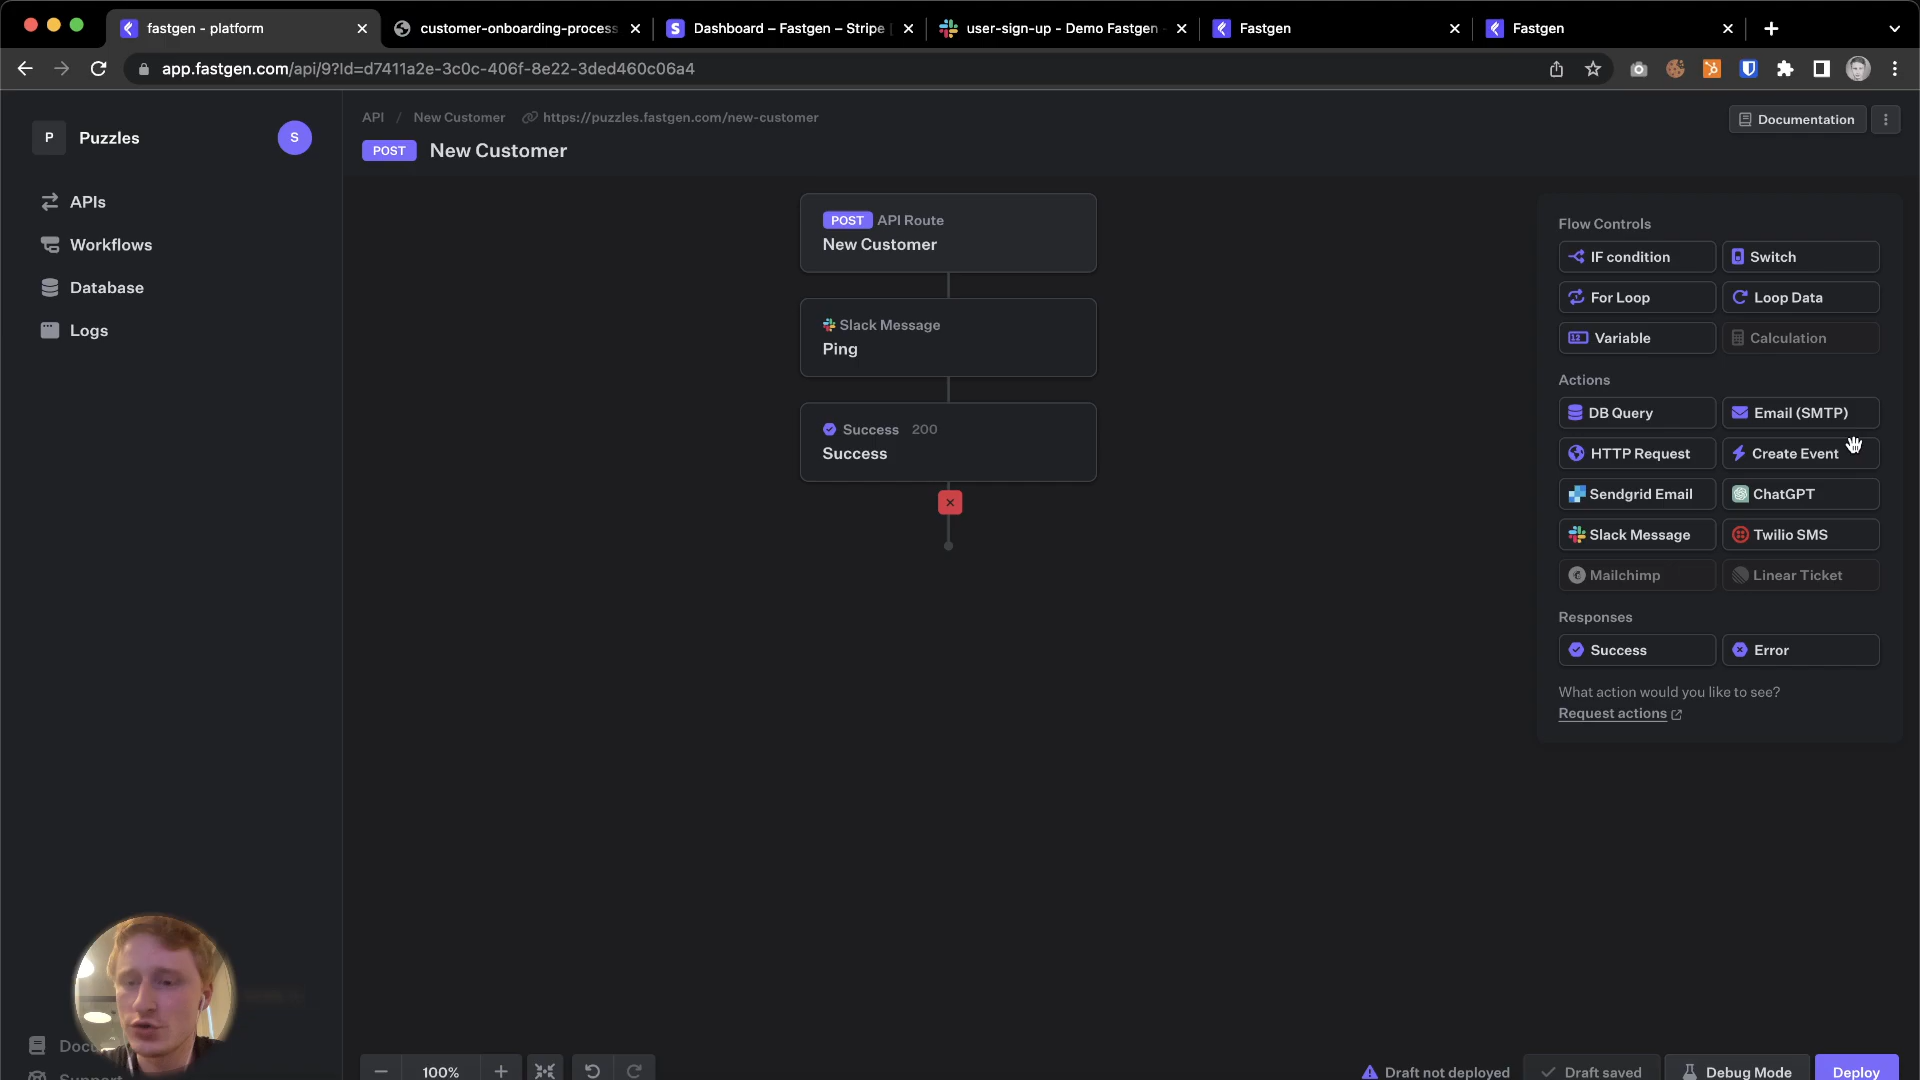 fastgen - platform
customer-onboarding-process
Dashboard – Fastgen – Stripe
user-sign-up - Demo Fastgen
Fastgen
Fastgen
app.fastgen.com/api/9?Id=d7411a2e-3c0c-406f-8e22-3ded460c06a4
P
Puzzles
S
APIs
Workflows
Database
Logs
API / New Customer https://puzzles.fastgen.com/new-customer
POST New Customer
Documentation
POST API Route
New Customer
Slack Message
Ping
Success 200
Success
Flow Controls
IF condition
Switch
For Loop
Loop Data
Variable
Calculation
Actions
DB Query
Email (SMTP)
HTTP Request
Create Event
Sendgrid Email
ChatGPT
Slack Message
Twilio SMS
Mailchimp
Linear Ticket
Responses
Success
Error
What action would you like to see?
Request actions
100%
Draft not deployed
Draft saved
Debug Mode
Deploy